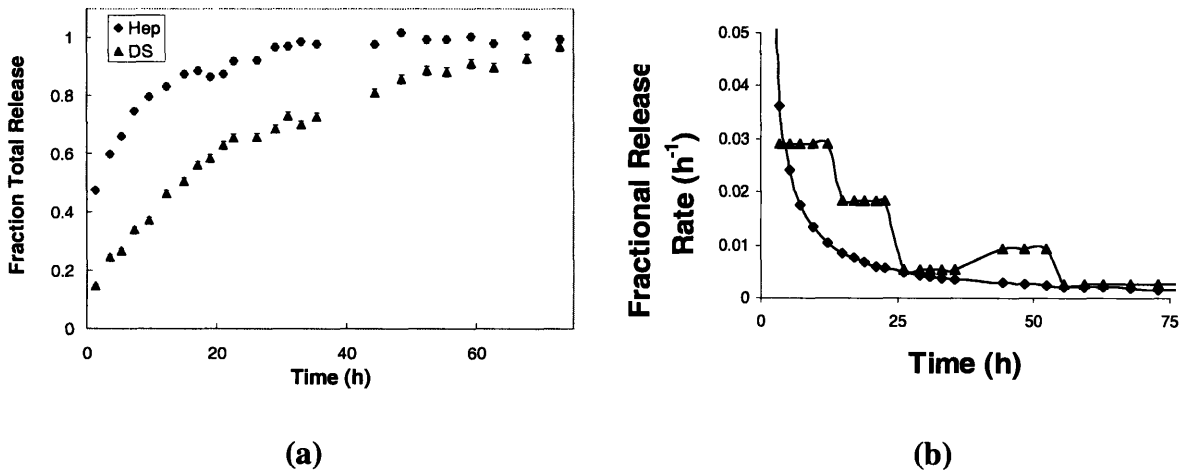 Hep
DS
Fraction Total Release
1
0.8
0.6
0.4
0.2
0
0
20
40
60
Time (h)
(a)
Fractional Release
Rate (h⁻¹)
0.05
0.04
0.03
0.02
0.01
0
0
25
50
75
Time (h)
(b)